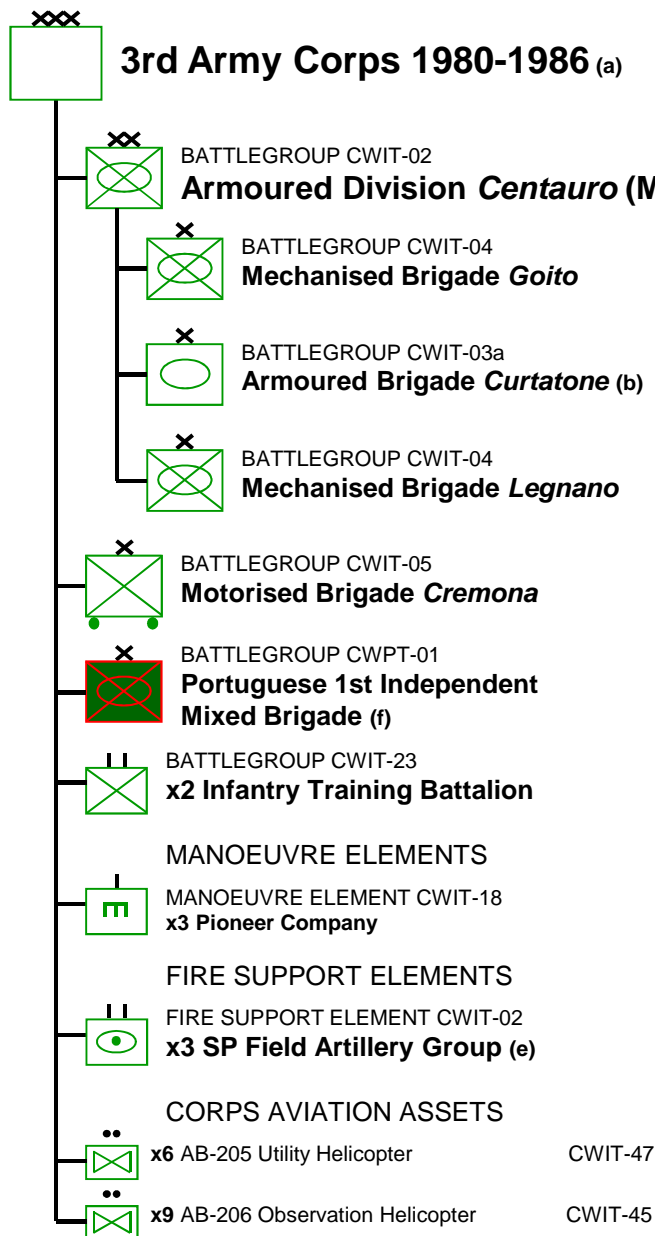 3rd Army Corps 1980-1986 (a)
BATTLEGROUP CWIT-02
Armoured Division Centauro (M
BATTLEGROUP CWIT-04
Mechanised Brigade Goito
BATTLEGROUP CWIT-03a
Armoured Brigade Curtatone (b)
BATTLEGROUP CWIT-04
Mechanised Brigade Legnano
BATTLEGROUP CWIT-05
Motorised Brigade Cremona
BATTLEGROUP CWPT-01
Portuguese 1st Independent
Mixed Brigade (f)
BATTLEGROUP CWIT-23
x2 Infantry Training Battalion
MANOEUVRE ELEMENTS
MANOEUVRE ELEMENT CWIT-18
x3 Pioneer Company
FIRE SUPPORT ELEMENTS
FIRE SUPPORT ELEMENT CWIT-02
x3 SP Field Artillery Group (e)
CORPS AVIATION ASSETS
x6 AB-205 Utility Helicopter CWIT-47
x9 AB-206 Observation Helicopter CWIT-45